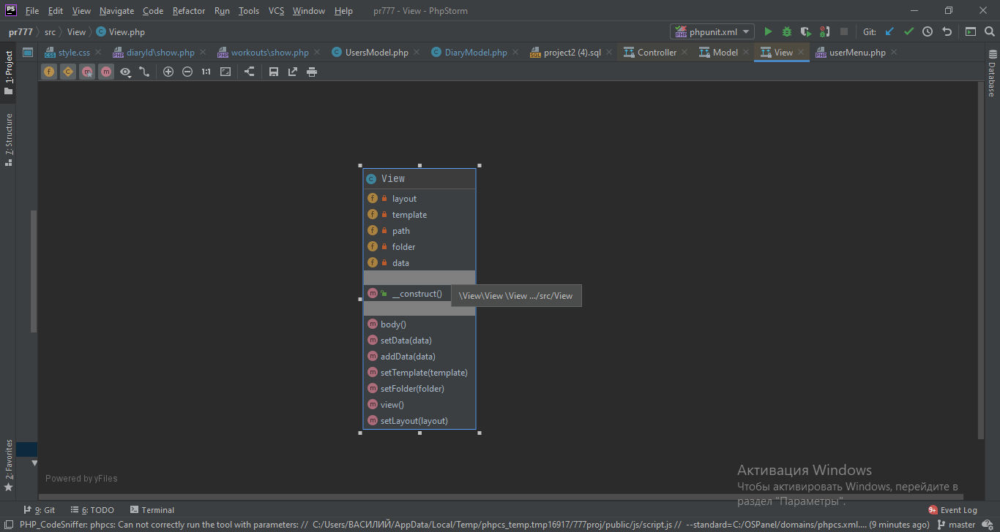 PS File Edit View Navigate Code Refactor Run Tools VCS Window Help pr777 - View - PhpStorm
pr777 src View C View.php phpunit.xml Git:
style.css diaryId\show.php workouts\show.php UsersModel.php DiaryModel.php project2 (4).sql Controller Model View userMenu.php
1:1
1: Project
7: Structure
2: Favorites
Database
C View
f layout
f template
f path
f folder
f data
m __construct()
\View\View \View .../src/View
m body()
m setData(data)
m addData(data)
m setTemplate(template)
m setFolder(folder)
m view()
m setLayout(layout)
Powered by yFiles
Активация Windows
Чтобы активировать Windows, перейдите в
раздел "Параметры".
9: Git 6: TODO Terminal 9+ Event Log
PHP_CodeSniffer: phpcs: Can not correctly run the tool with parameters: // C:/Users/ВАСИЛИЙ/AppData/Local/Temp/phpcs_temp.tmp16917/777proj/public/js/script.js // --standard=C:/OSPanel/domains/phpcs.xml.... (9 minutes ago) master